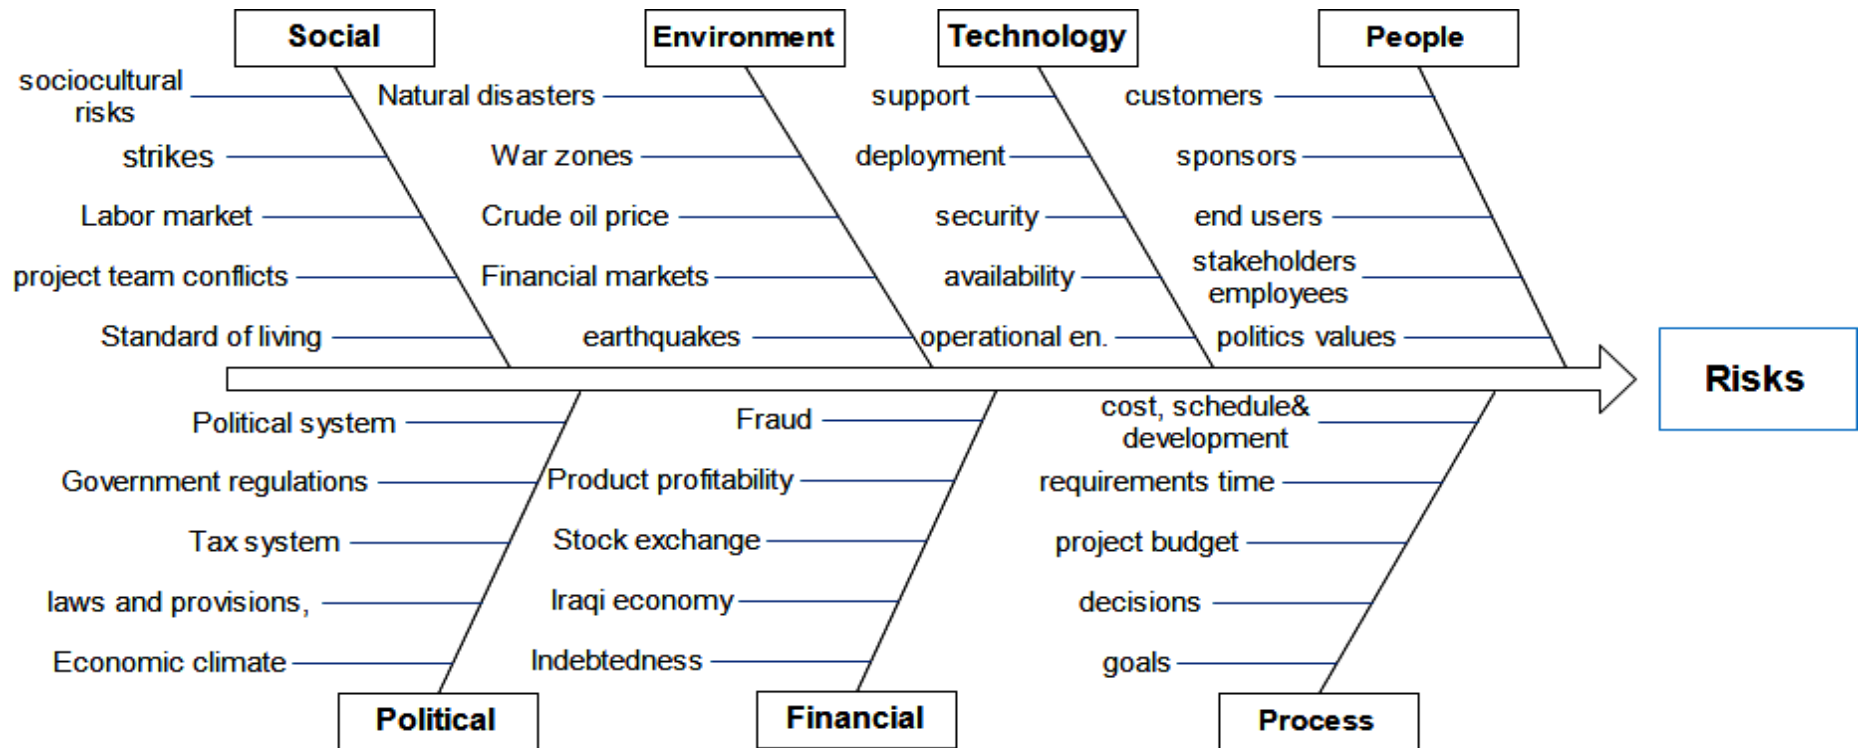 Social
Environment
Technology
People
sociocultural
risks
Natural disasters
support
customers
strikes
War zones
deployment
sponsors
Labor market
Crude oil price
security
end users
project team conflicts
Financial markets
availability
stakeholders
employees
Standard of living
earthquakes
operational en.
politics values
Risks
Political system
Fraud
cost, schedule&
development
Government regulations
Product profitability
requirements time
Tax system
Stock exchange
project budget
laws and provisions,
Iraqi economy
decisions
Economic climate
Indebtedness
goals
Political
Financial
Process